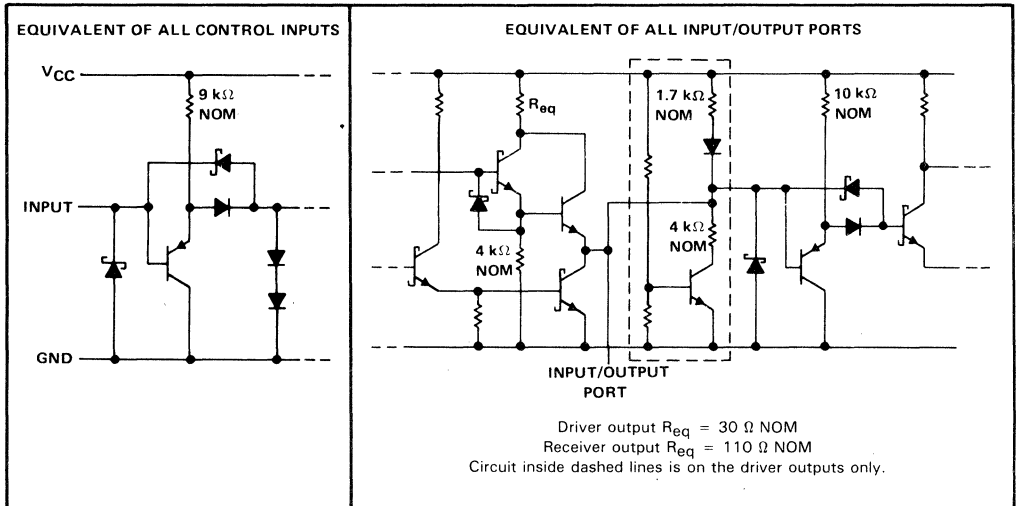 EQUIVALENT OF ALL CONTROL INPUTS
VCC
9 kΩ
NOM
INPUT
GND
EQUIVALENT OF ALL INPUT/OUTPUT PORTS
Req
1.7 kΩ
NOM
10 kΩ
NOM
4 kΩ
NOM
4 kΩ
NOM
INPUT/OUTPUT
PORT
Driver output Req = 30 Ω NOM
Receiver output Req = 110 Ω NOM
Circuit inside dashed lines is on the driver outputs only.